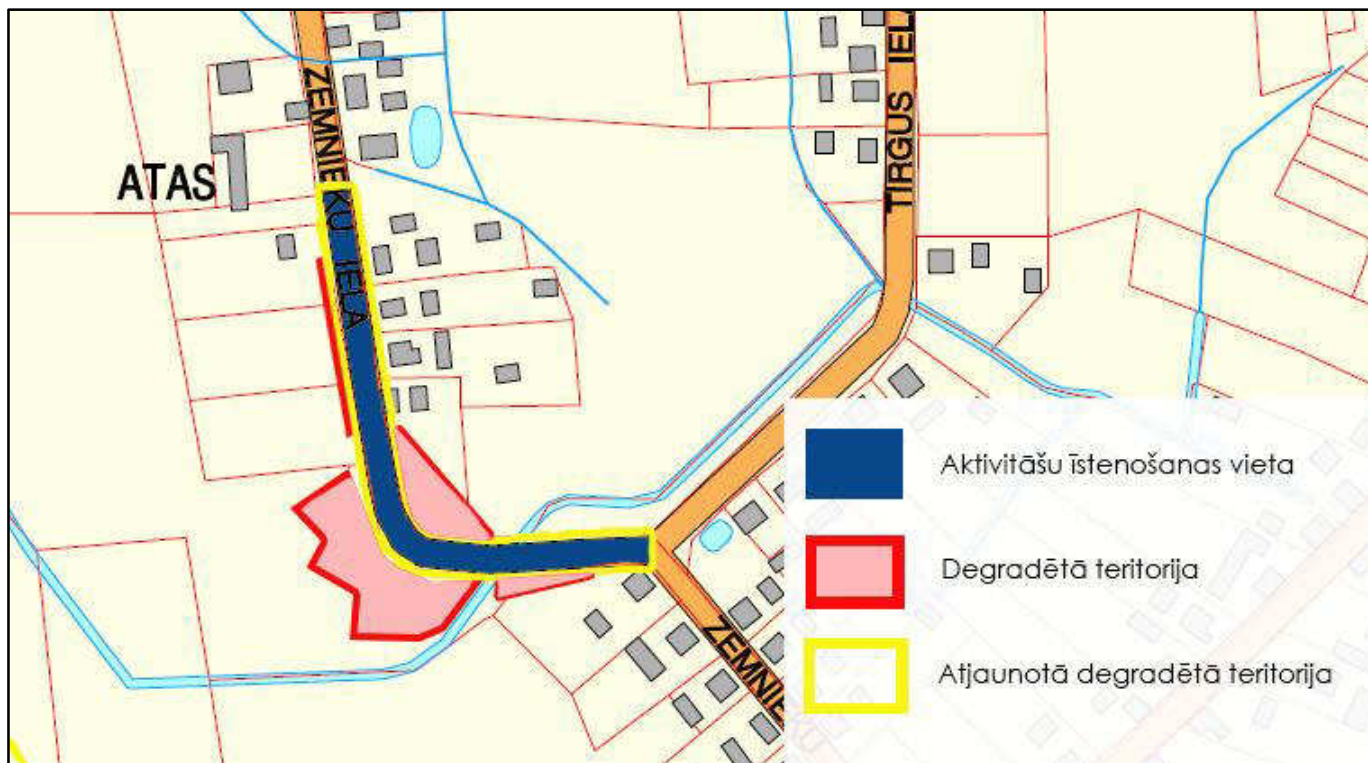 ZEMNIEKU IELA
TIRGUS IELA
ATAS
Aktivitāšu īstenošanas vieta
Degradētā teritorija
Atjaunotā degradētā teritorija
ZEMNIE